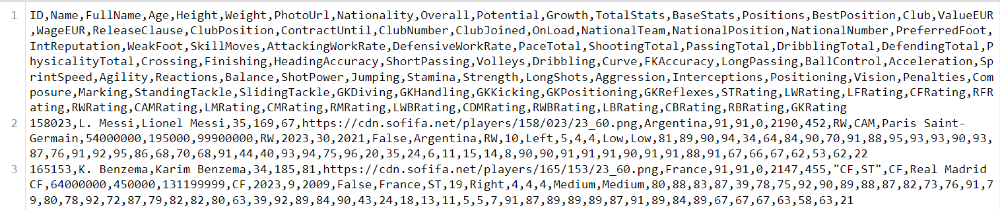 1 ID,Name,FullName,Age,Height,Weight,PhotoUrl,Nationality,Overall,Potential,Growth,TotalStats,BaseStats,Positions,BestPosition,Club,ValueEUR
,WageEUR,ReleaseClause,ClubPosition,ContractUntil,ClubNumber,ClubJoined,OnLoad,NationalTeam,NationalPosition,NationalNumber,PreferredFoot,
IntReputation,WeakFoot,SkillMoves,AttackingWorkRate,DefensiveWorkRate,PaceTotal,ShootingTotal,PassingTotal,DribblingTotal,DefendingTotal,P
hysicalityTotal,Crossing,Finishing,HeadingAccuracy,ShortPassing,Volleys,Dribbling,Curve,FKAccuracy,LongPassing,BallControl,Acceleration,Sp
rintSpeed,Agility,Reactions,Balance,ShotPower,Jumping,Stamina,Strength,LongShots,Aggression,Interceptions,Positioning,Vision,Penalties,Com
posure,Marking,StandingTackle,SlidingTackle,GKDiving,GKHandling,GKKicking,GKPositioning,GKReflexes,STRating,LWRating,LFRating,CFRating,RFR
ating,RWRating,CAMRating,LMRating,CMRating,RMRating,LWBRating,CDMRating,RWBRating,LBRating,CBRating,RBRating,GKRating
2 158023,L. Messi,Lionel Messi,35,169,67,https://cdn.sofifa.net/players/158/023/23_60.png,Argentina,91,91,0,2190,452,RW,CAM,Paris Saint-
Germain,54000000,195000,99900000,RW,2023,30,2021,False,Argentina,RW,10,Left,5,4,4,Low,Low,81,89,90,94,34,64,84,90,70,91,88,95,93,93,90,93,
87,76,91,92,95,86,68,70,68,91,44,40,93,94,75,96,20,35,24,6,11,15,14,8,90,90,91,91,91,90,91,91,88,91,67,66,67,62,53,62,22
3 165153,K. Benzema,Karim Benzema,34,185,81,https://cdn.sofifa.net/players/165/153/23_60.png,France,91,91,0,2147,455,"CF,ST",CF,Real Madrid
CF,64000000,450000,131199999,CF,2023,9,2009,False,France,ST,19,Right,4,4,4,Medium,Medium,80,88,83,87,39,78,75,92,90,89,88,87,82,73,76,91,7
9,80,78,92,72,87,79,82,82,80,63,39,92,89,84,90,43,24,18,13,11,5,5,7,91,87,89,89,89,87,91,89,84,89,67,67,67,63,58,63,21